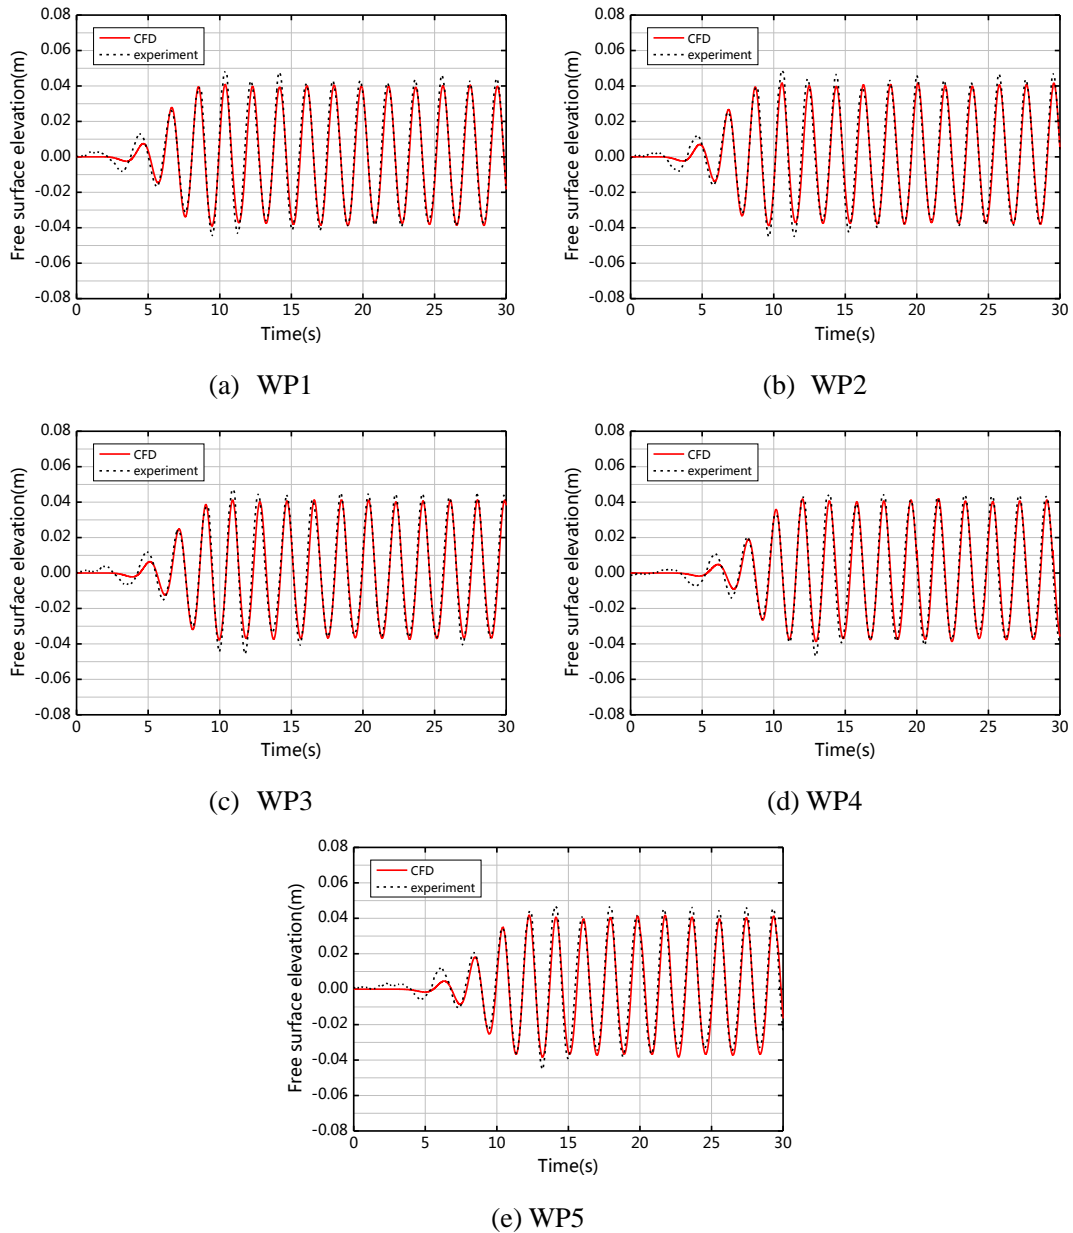 0.08
0.06
0.04
0.02
0.00
-0.02
-0.04
-0.06
-0.08
Free surface elevation(m)
CFD
experiment
0 5 10 15 20 25 30
Time(s)
(a) WP1
0.08
0.06
0.04
0.02
0.00
-0.02
-0.04
-0.06
-0.08
Free surface elevation(m)
CFD
experiment
0 5 10 15 20 25 30
Time(s)
(b) WP2
0.08
0.06
0.04
0.02
0.00
-0.02
-0.04
-0.06
-0.08
Free surface elevation(m)
CFD
experiment
0 5 10 15 20 25 30
Time(s)
(c) WP3
0.08
0.06
0.04
0.02
0.00
-0.02
-0.04
-0.06
-0.08
Free surface elevation(m)
CFD
experiment
0 5 10 15 20 25 30
Time(s)
(d) WP4
0.08
0.06
0.04
0.02
0.00
-0.02
-0.04
-0.06
-0.08
Free surface elevation(m)
CFD
experiment
0 5 10 15 20 25 30
Time(s)
(e) WP5